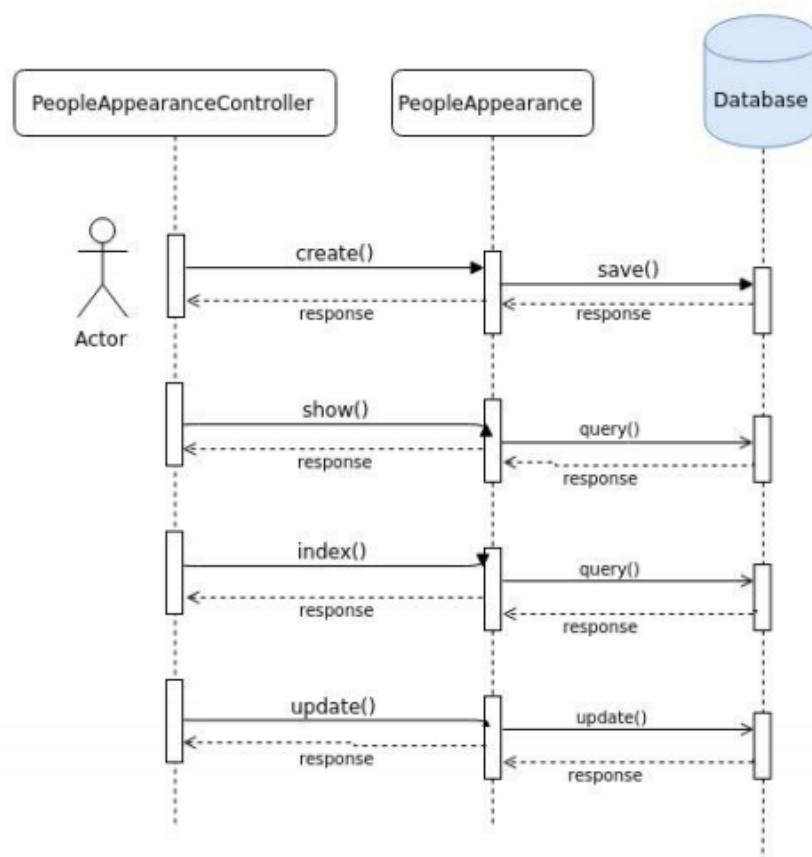 PeopleAppearanceController
PeopleAppearance
Database
Actor
create()
save()
response
response
show()
query()
response
response
index()
query()
response
response
update()
update()
response
response